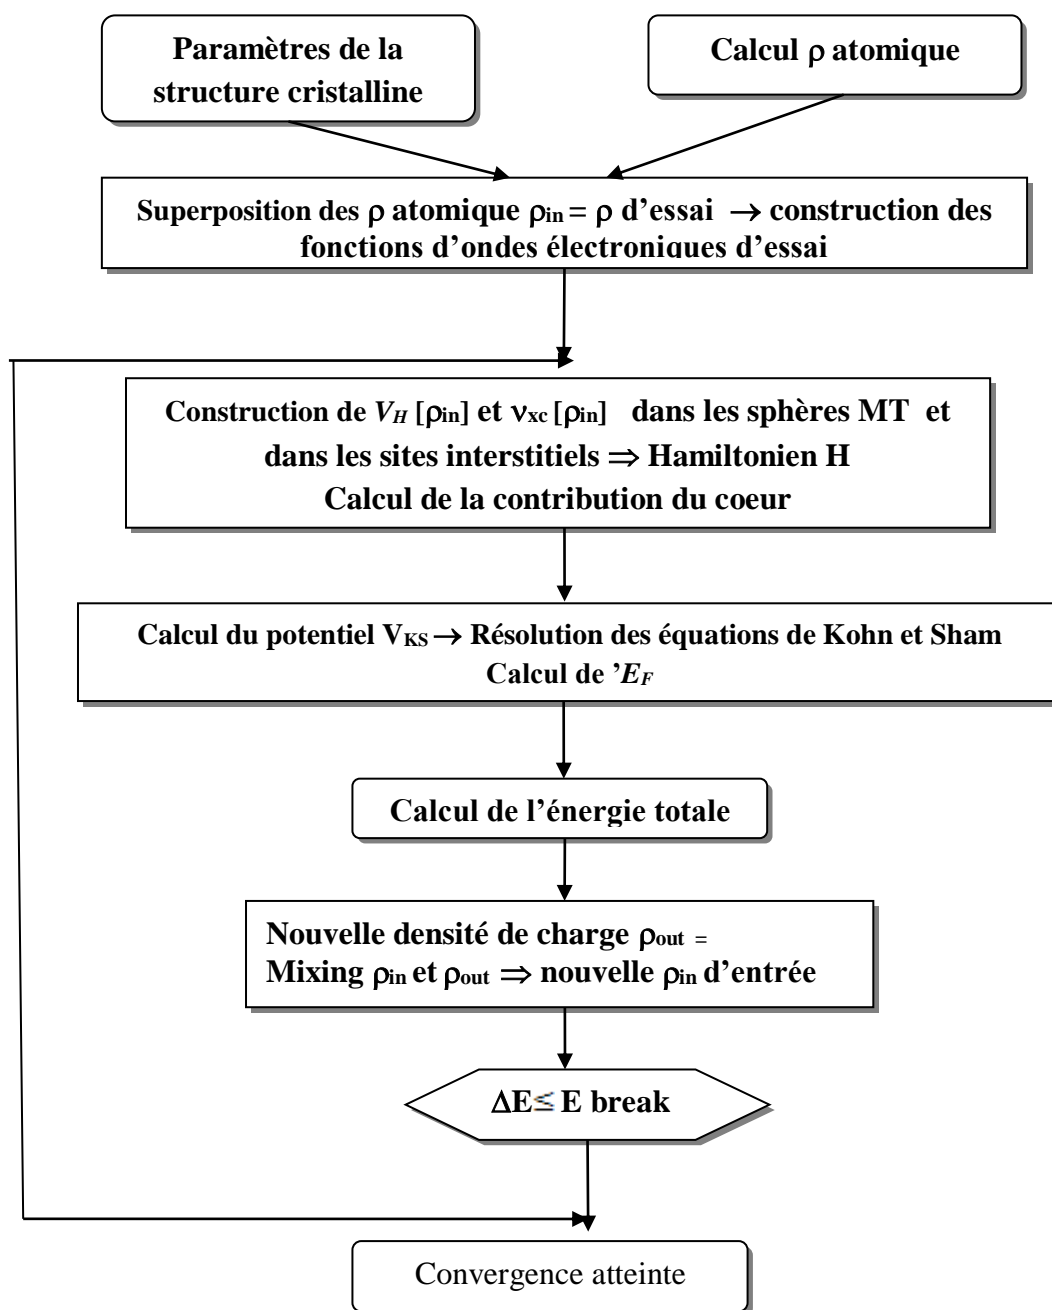 Paramètres de la
structure cristalline
Calcul ρ atomique
Superposition des ρ atomique ρin = ρ d’essai → construction des
fonctions d’ondes électroniques d’essai
Construction de VH [ρin] et νxc [ρin] dans les sphères MT et
dans les sites interstitiels ⇒ Hamiltonien H
Calcul de la contribution du coeur
Calcul du potentiel VKS → Résolution des équations de Kohn et Sham
Calcul de ’EF
Calcul de l’énergie totale
Nouvelle densité de charge ρout =
Mixing ρin et ρout ⇒ nouvelle ρin d’entrée
ΔE≤ E break
Convergence atteinte